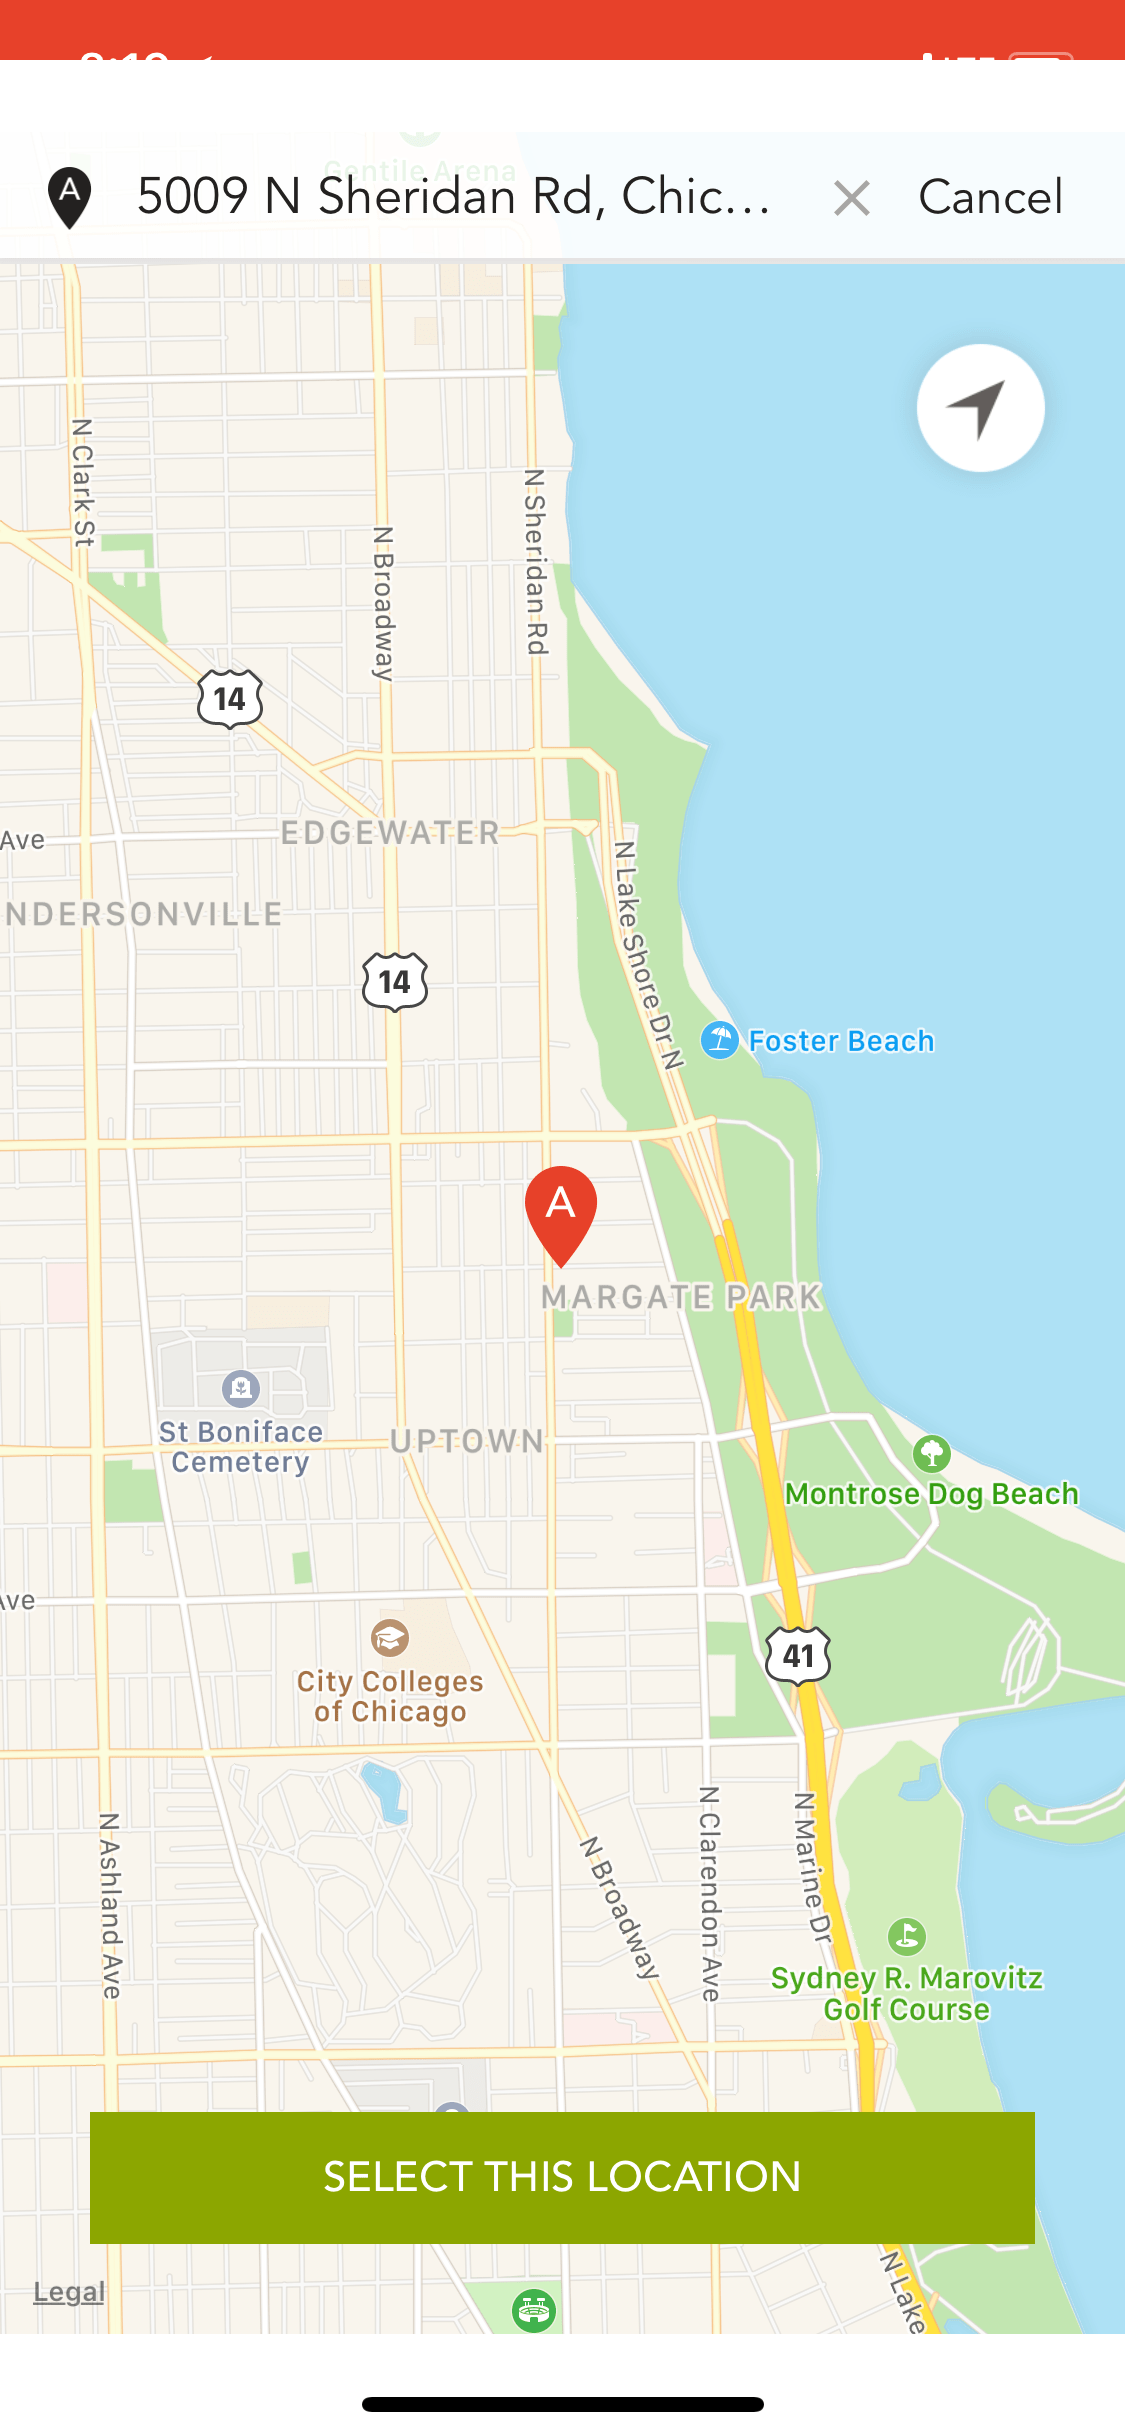 Gentile Arena
A
5009 N Sheridan Rd, Chic...
Cancel
N Clark St
N Broadway
N Sheridan Rd
14
Ave
EDGEWATER
N Lake Shore Dr N
NDERSONVILLE
14
Foster Beach
A
MARGATE PARK
St Boniface
Cemetery
UPTOWN
Montrose Dog Beach
Ave
City Colleges
of Chicago
41
N Ashland Ave
N Broadway
N Clarendon Ave
N Marine Dr
Sydney R. Marovitz
Golf Course
SELECT THIS LOCATION
N Lake
Legal